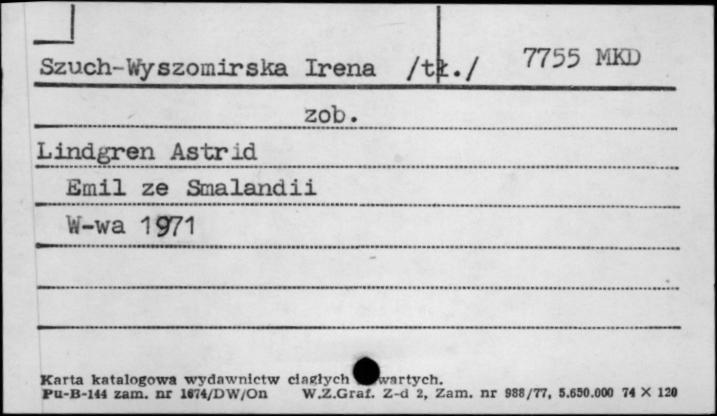 Szuch-Wyszomirska Irena /tł./ 7755 MKD
zob.
Lindgren Astrid
Emil ze Smalandii
W-wa 1971
Karta katalogowa wydawnictw ciągłych wartych.
Pu-B-144 zam. nr 1674/DW/On W.Z.Graf. Z-d 2, Zam. nr 988/77, 5.650.000 74 X 120